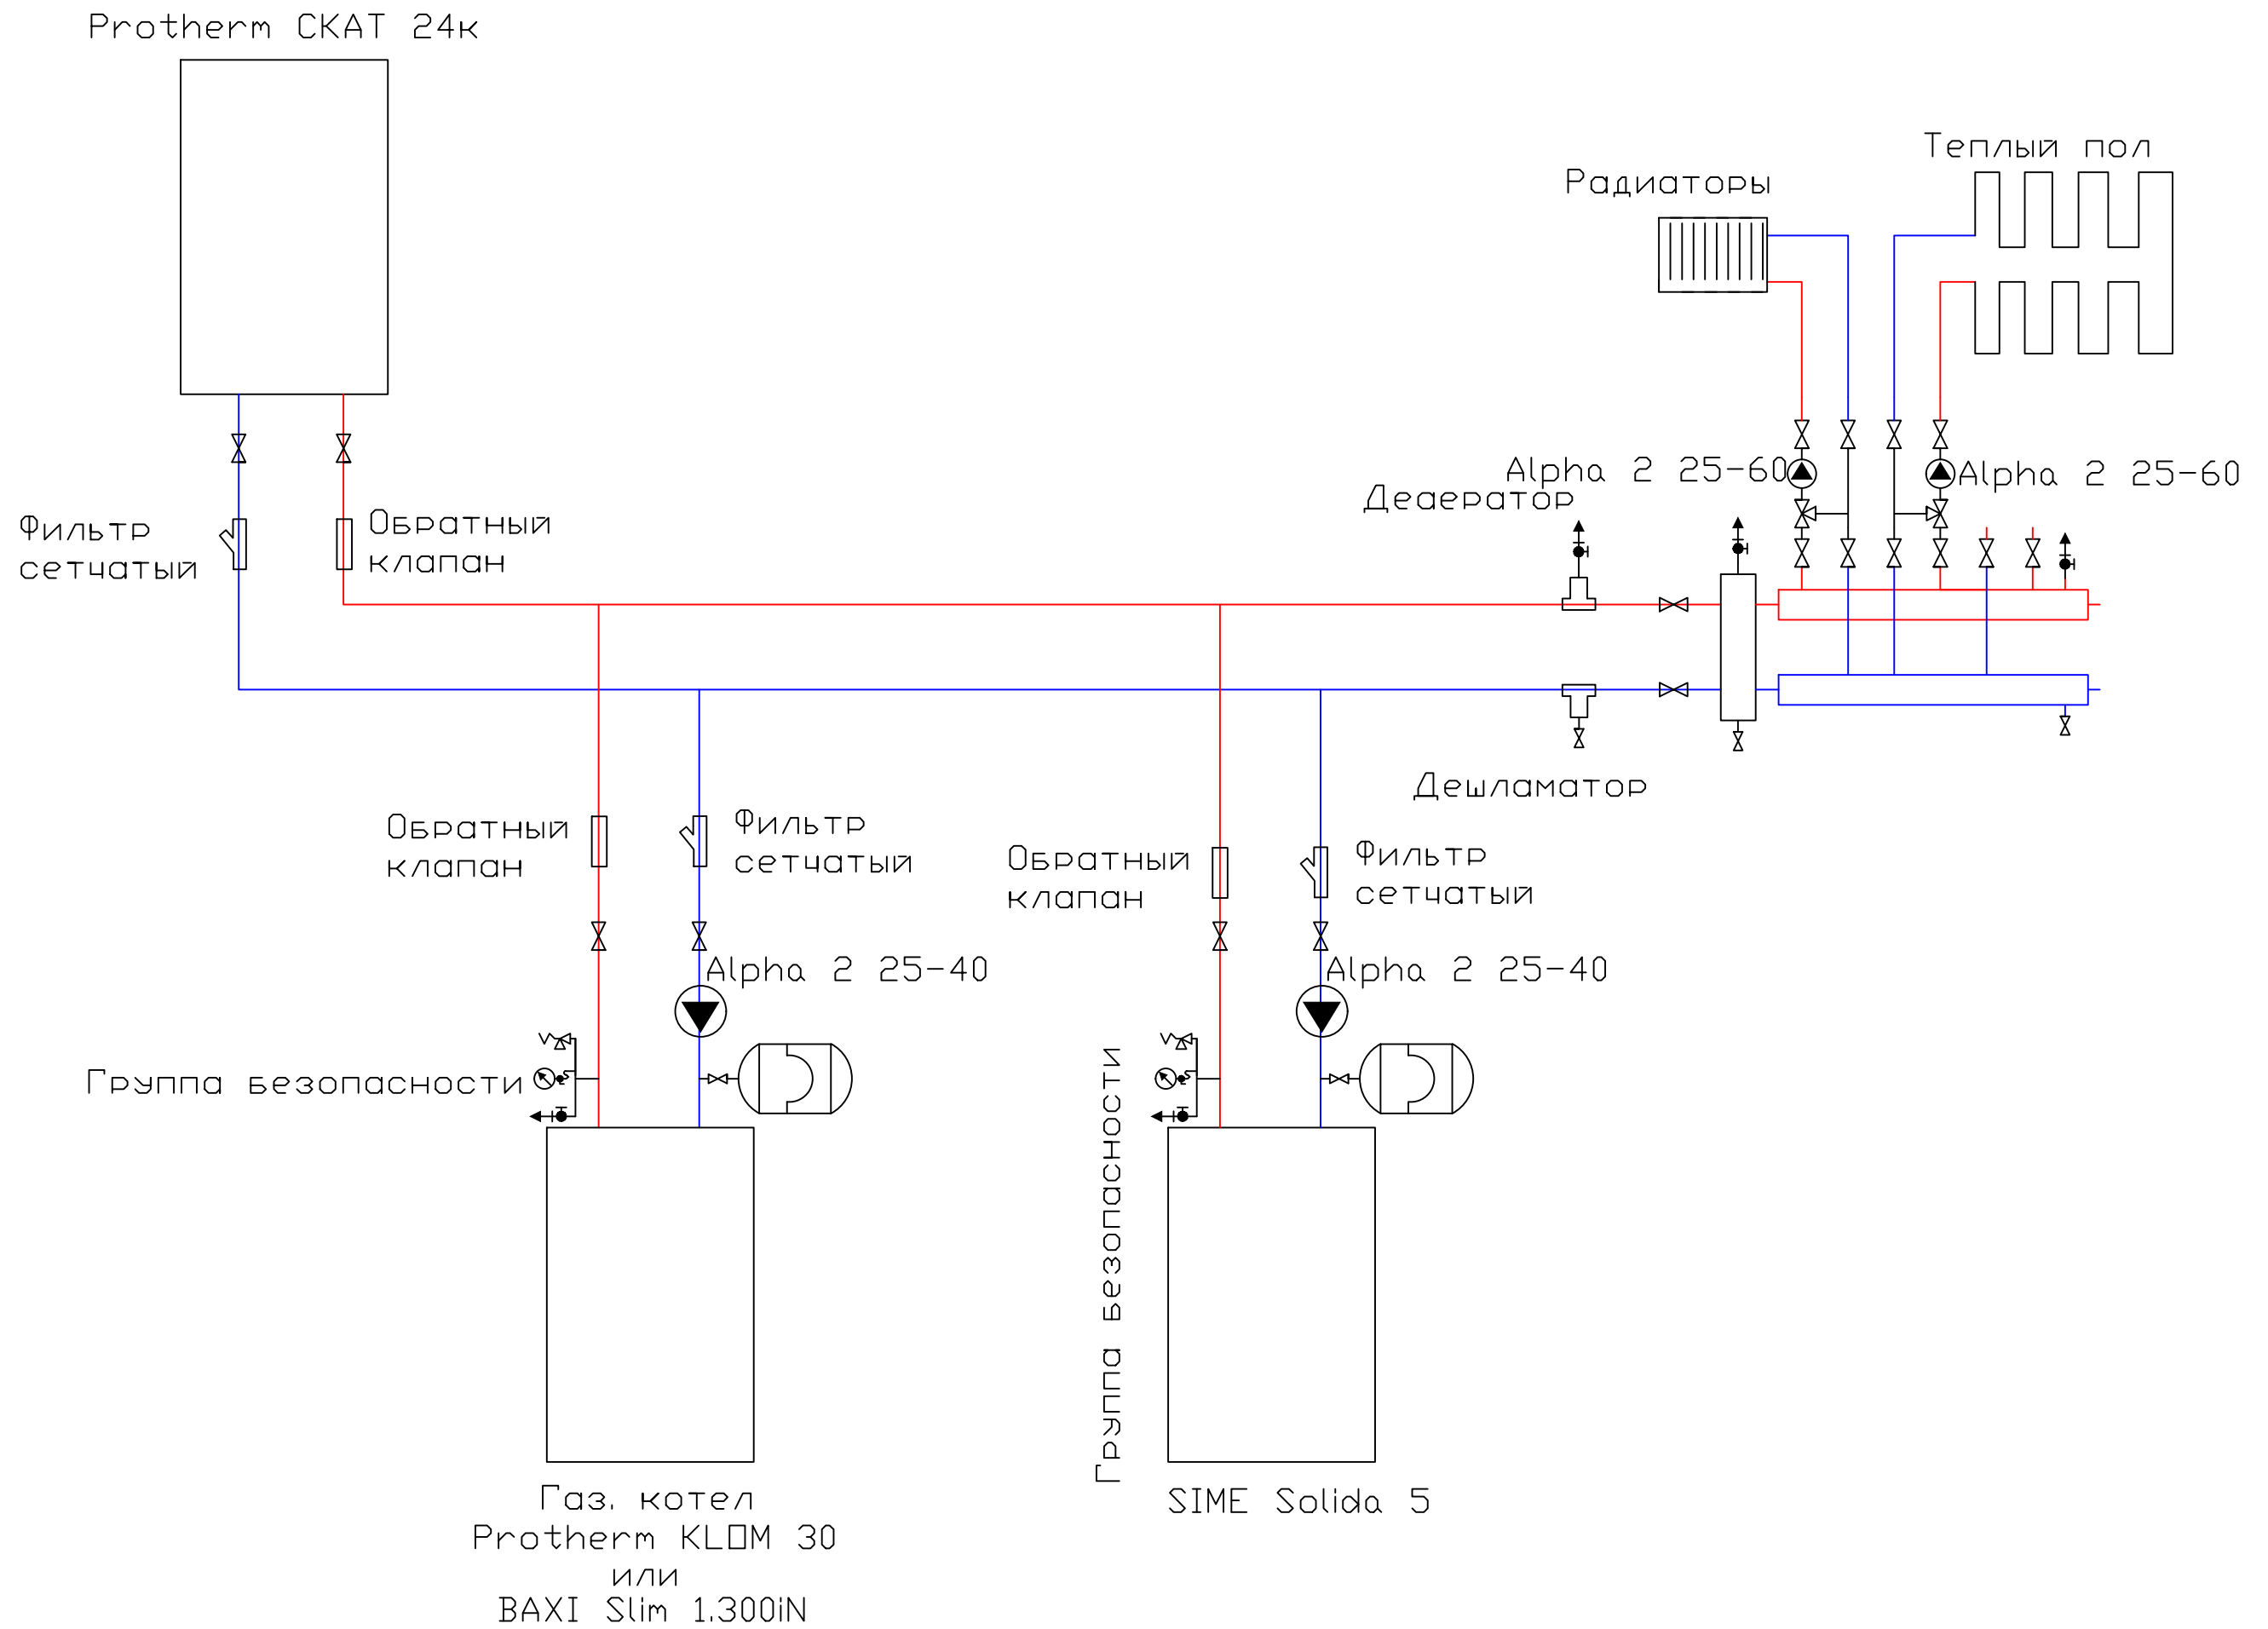 Protherm СКАТ 24к
Теплый пол
Радиаторы
Alpha 2 25-60
Alpha 2 25-60
Деаератор
Обратный
клапан
Фильтр
сетчатый
Дешламатор
Обратный
клапан
Фильтр
сетчатый
Обратный
клапан
Фильтр
сетчатый
Alpha 2 25-40
Alpha 2 25-40
Группа безопасности
Группа безопасности
Газ. котел
Protherm KLOM 30
или
BAXI Slim 1.300iN
SIME Solida 5